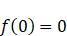 f(0) = 0